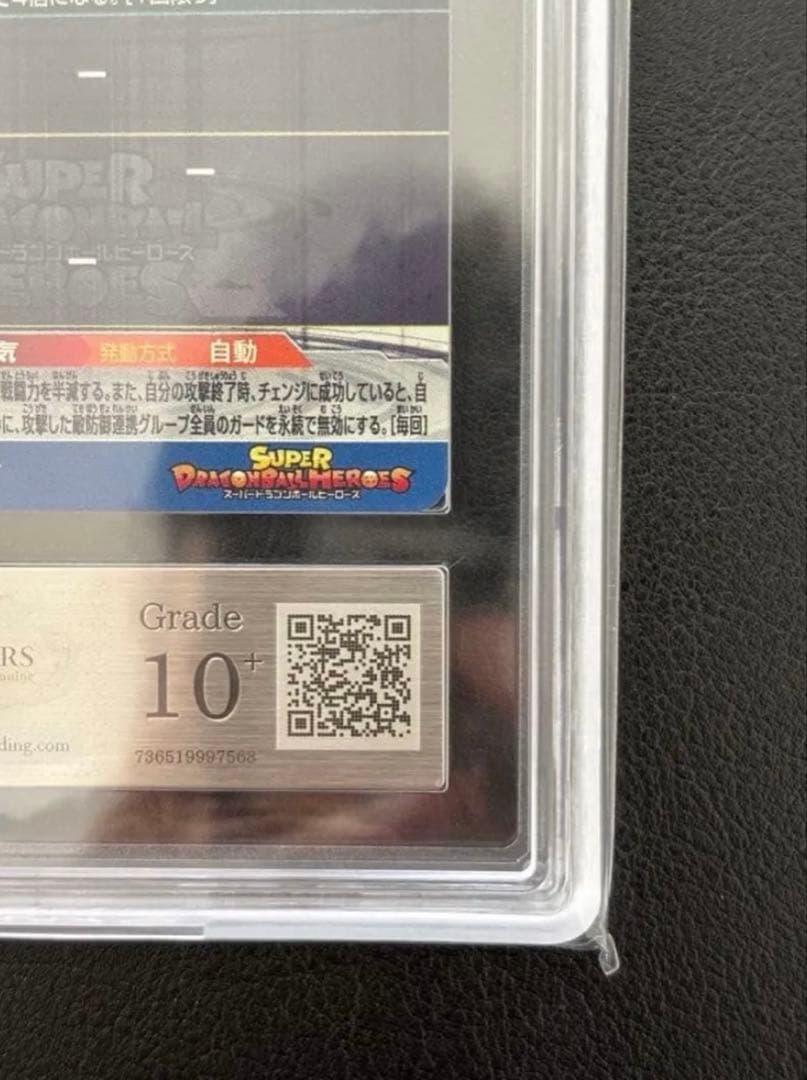 SUPER
DRAGONBALL
スーパードラゴンボールヒーローズ
HEROES
気 発動方式 自動
戦闘力を半減する。また、自分の攻撃終了時、チェンジに成功していると、自
に、攻撃した敵防御連携グループ全員のガードを永続で無効にする。[毎回]
SUPER
DRAGONBALL HEROES
スーパードラゴンボールヒーローズ
Grade
RS
10+
ding.com
736519997568